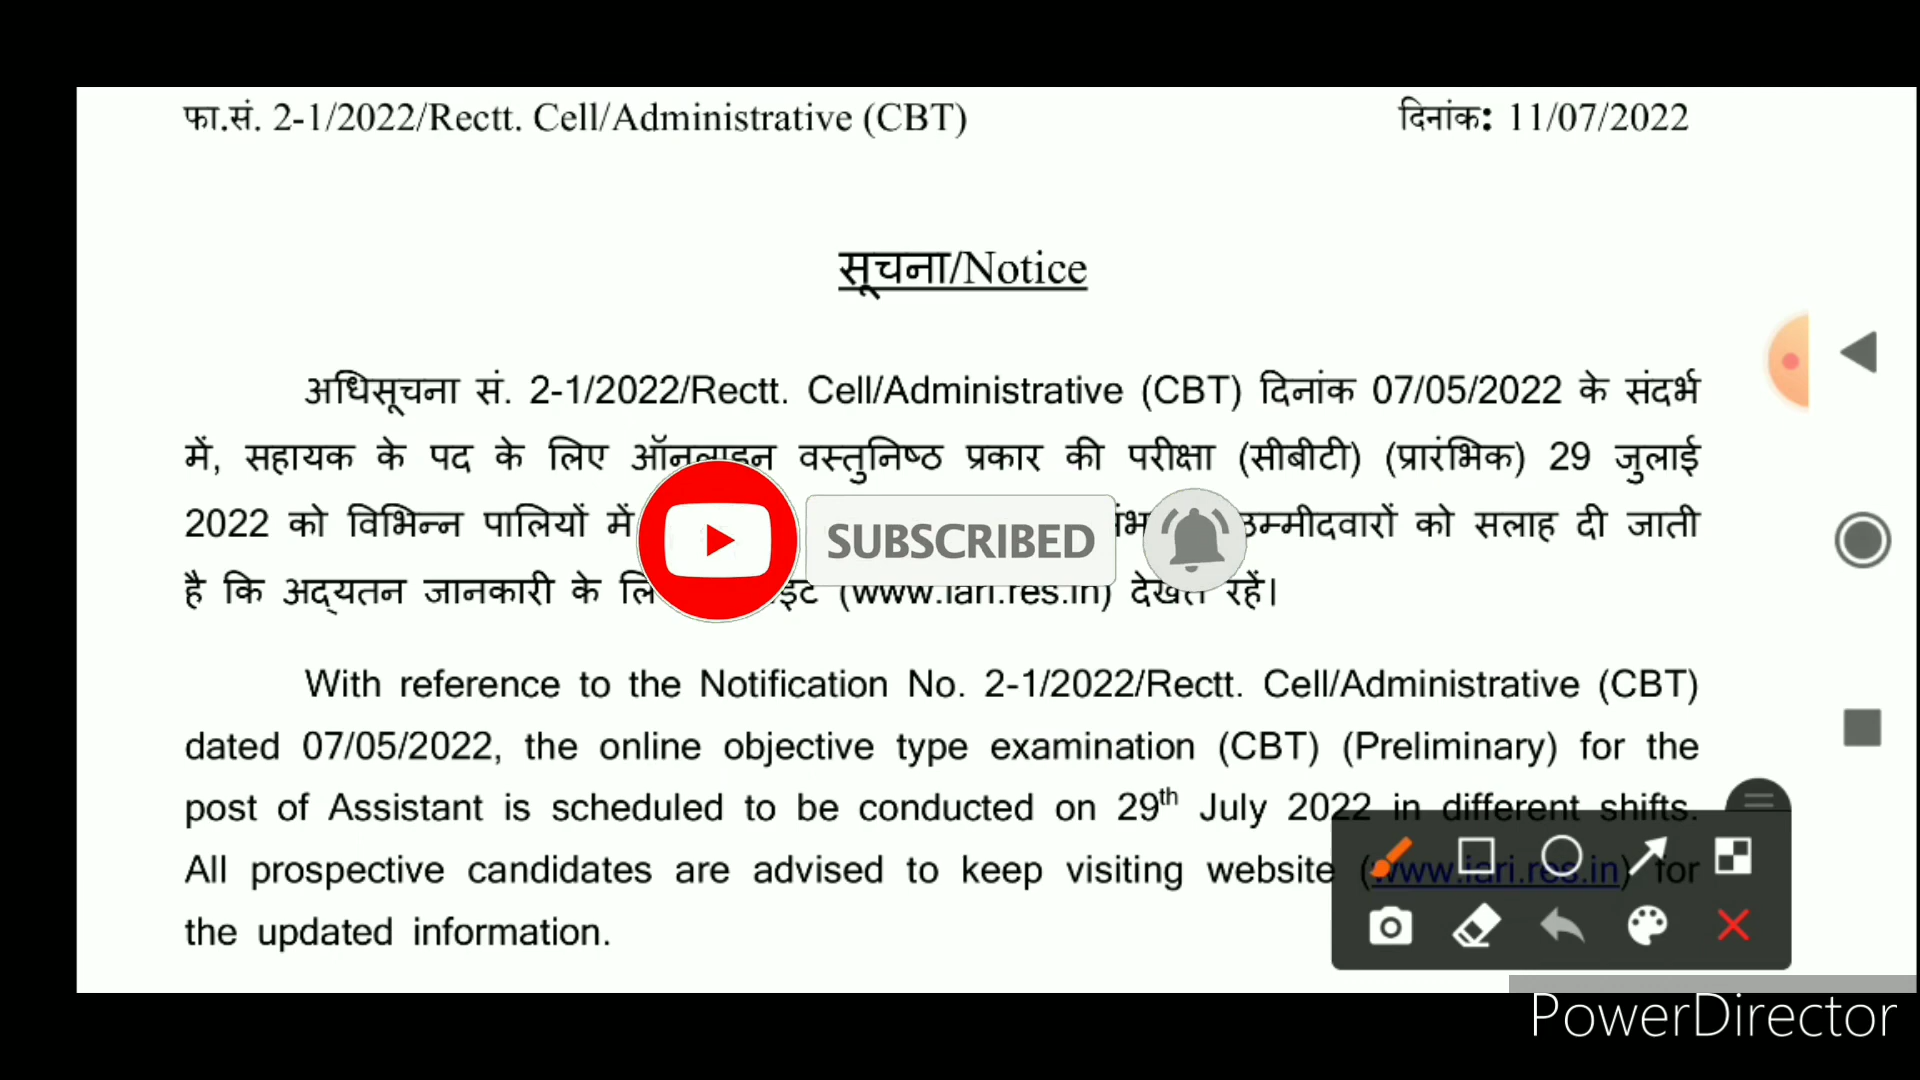 फा.सं. 2-1/2022/Rectt. Cell/Administrative (CBT) दिनांक: 11/07/2022
सूचना/Notice
अधिसूचना सं. 2-1/2022/Rectt. Cell/Administrative (CBT) दिनांक 07/05/2022 के संदर्भ
में, सहायक के पद के लिए ऑनलाइन वस्तुनिष्ठ प्रकार की परीक्षा (सीबीटी) (प्रारंभिक) 29 जुलाई
2022 को विभिन्न पालियों में उम्मीदवारों को सलाह दी जाती
SUBSCRIBED
है कि अद्यतन जानकारी के (www.iari.res.in) देखते रहें।
With reference to the Notification No. 2-1/2022/Rectt. Cell/Administrative (CBT)
dated 07/05/2022, the online objective type examination (CBT) (Preliminary) for the
post of Assistant is scheduled to be conducted on 29th July 2022 in different shifts.
All prospective candidates are advised to keep visiting website (www.iari.res.in) for
the updated information.
PowerDirector